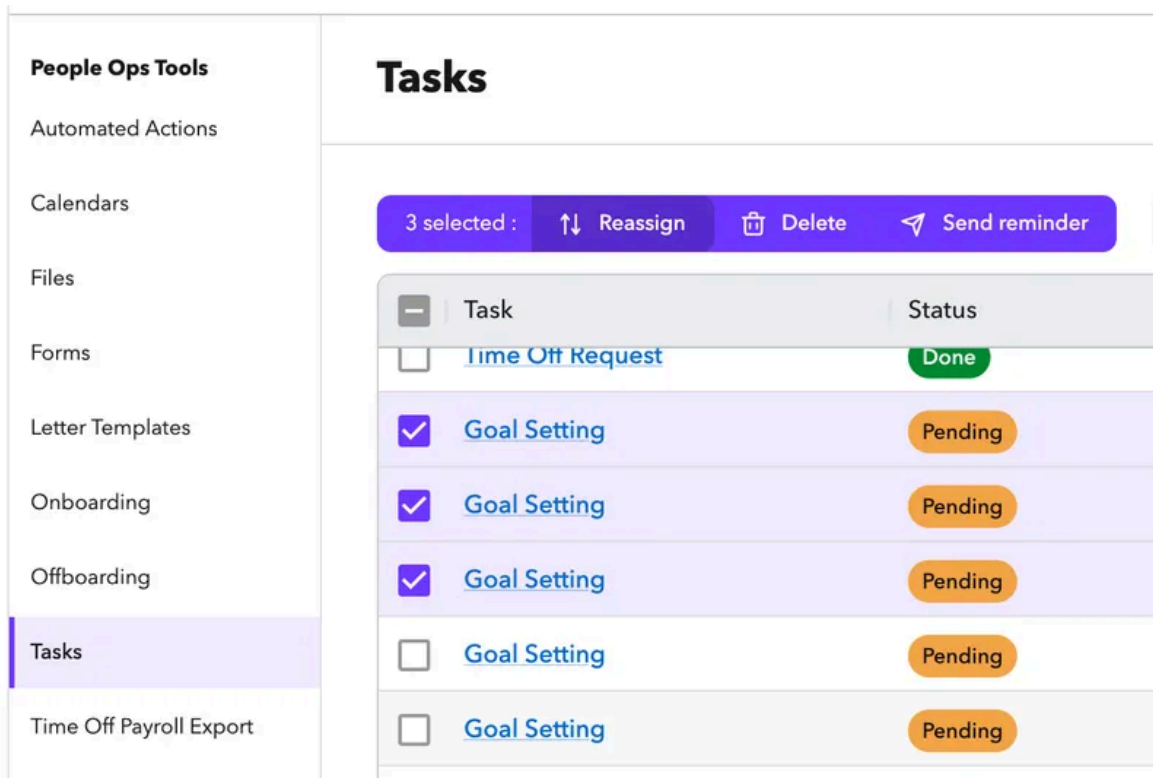 People Ops Tools
Automated Actions
Calendars
Files
Forms
Letter Templates
Onboarding
Offboarding
Tasks
Time Off Payroll Export
Tasks
3 selected : Reassign Delete Send reminder
Task Status
Time Off Request Done
Goal Setting Pending
Goal Setting Pending
Goal Setting Pending
Goal Setting Pending
Goal Setting Pending